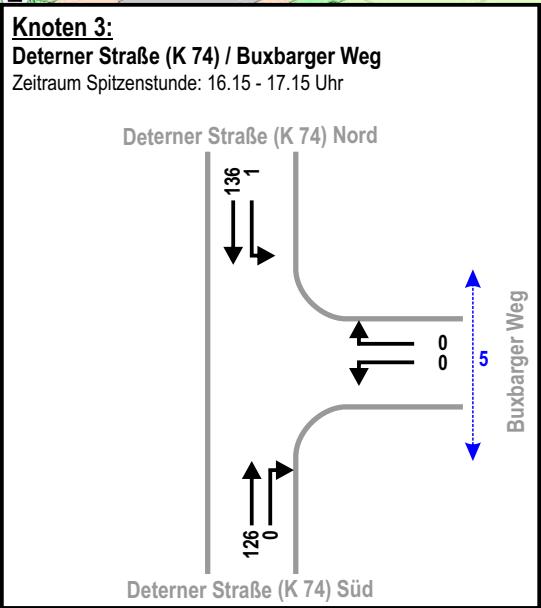 Knoten 3:
Deterner Straße (K 74) / Buxbarger Weg
Zeitraum Spitzenstunde: 16.15 - 17.15 Uhr
Deterner Straße (K 74) Nord
136
1
0
0
5
Buxbarger Weg
126
0
Deterner Straße (K 74) Süd